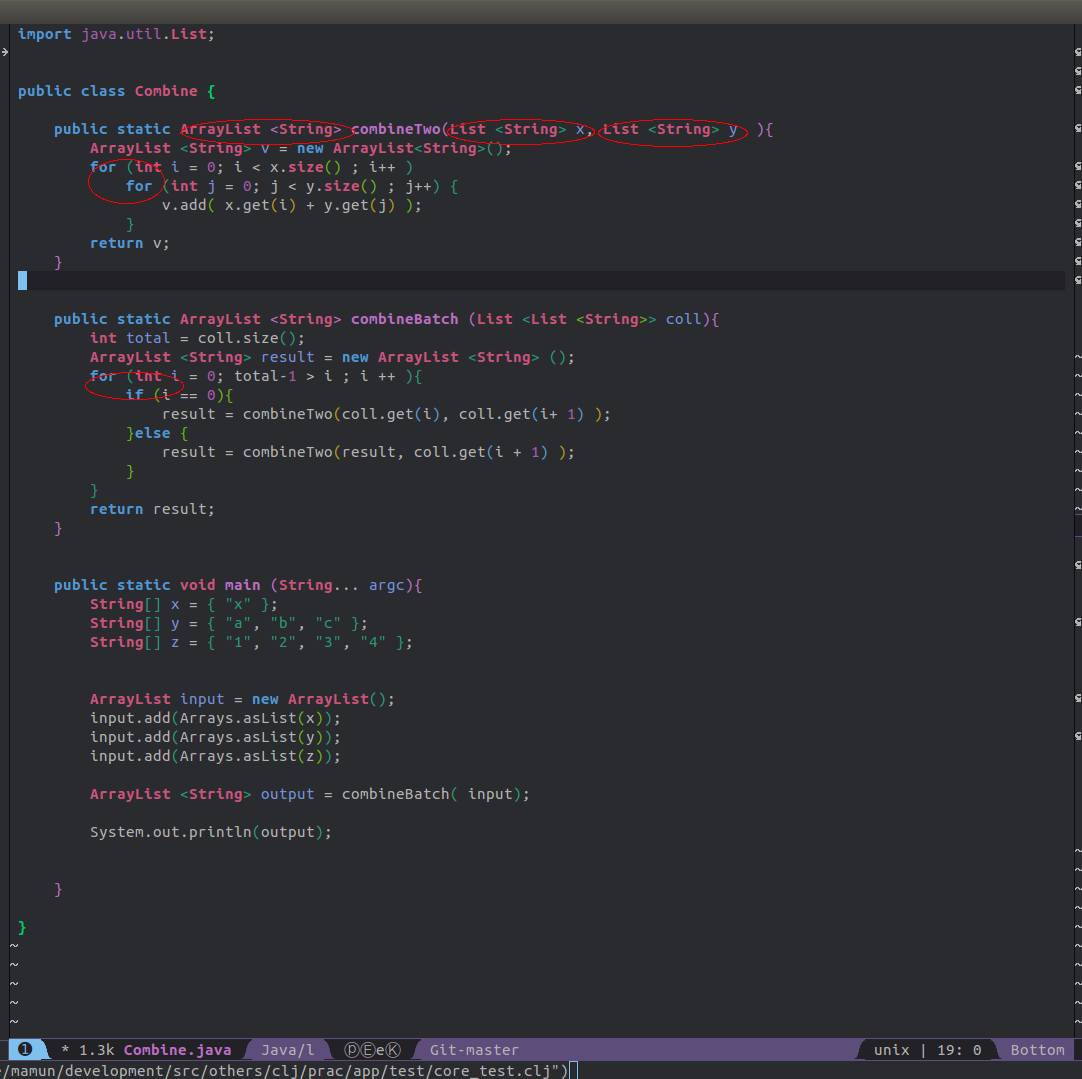 import java.util.List;
public class Combine {
    public static ArrayList <String> combineTwo(List <String> x, List <String> y  ){
        ArrayList <String> v = new ArrayList<String>();
        for (int i = 0; i < x.size() ; i++ )
            for (int j = 0; j < y.size() ; j++) {
                v.add( x.get(i) + y.get(j) );
            }
        return v;
    }
    public static ArrayList <String> combineBatch (List <List <String>> coll){
        int total = coll.size();
        ArrayList <String> result = new ArrayList <String> ();
        for (int i = 0; total-1 > i ; i ++ ){
            if (i == 0){
                result = combineTwo(coll.get(i), coll.get(i+ 1) );
            }else {
                result = combineTwo(result, coll.get(i + 1) );
            }
        }
        return result;
    }
    public static void main (String... argc){
        String[] x = { "x" };
        String[] y = { "a", "b", "c" };
        String[] z = { "1", "2", "3", "4" };
        ArrayList input = new ArrayList();
        input.add(Arrays.asList(x));
        input.add(Arrays.asList(y));
        input.add(Arrays.asList(z));
        ArrayList <String> output = combineBatch( input);
        System.out.println(output);
    }
}
~
~
~
~
~
➊ * 1.3k Combine.java Java/l ⓟⒺeⓀ Git-master unix | 19: 0 Bottom
/mamun/development/src/others/clj/prac/app/test/core_test.clj")